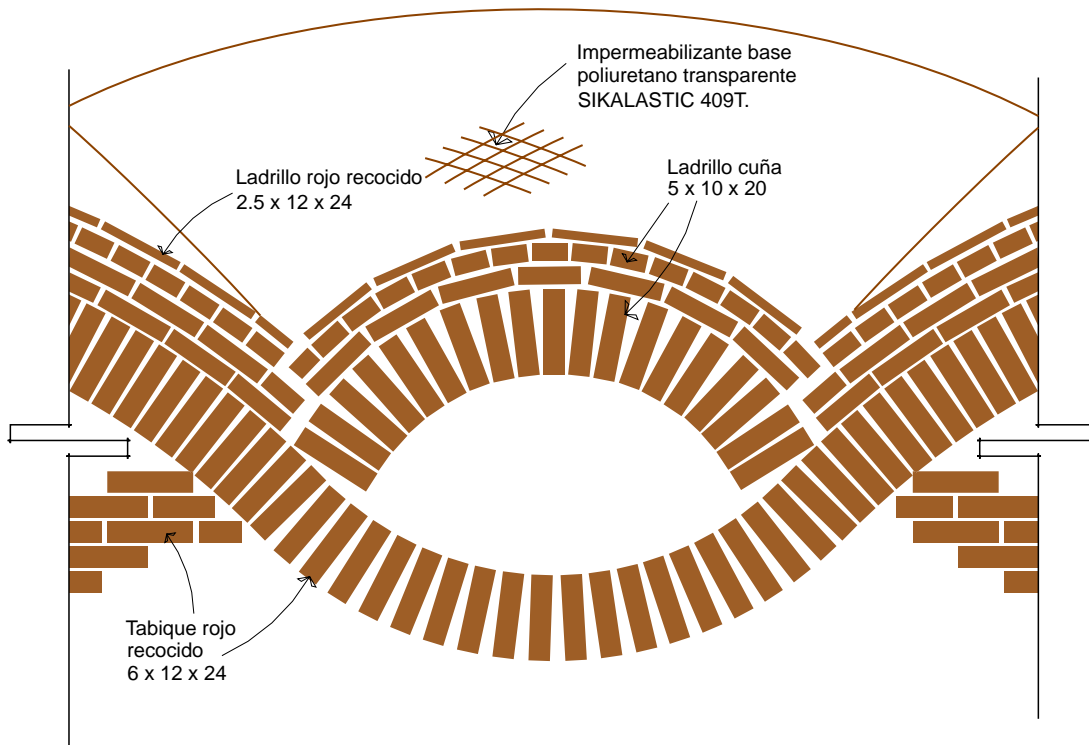 Impermeabilizante base
poliuretano transparente
SIKALASTIC 409T.
Ladrillo rojo recocido
2.5 x 12 x 24
Ladrillo cuña
5 x 10 x 20
Tabique rojo
recocido
6 x 12 x 24